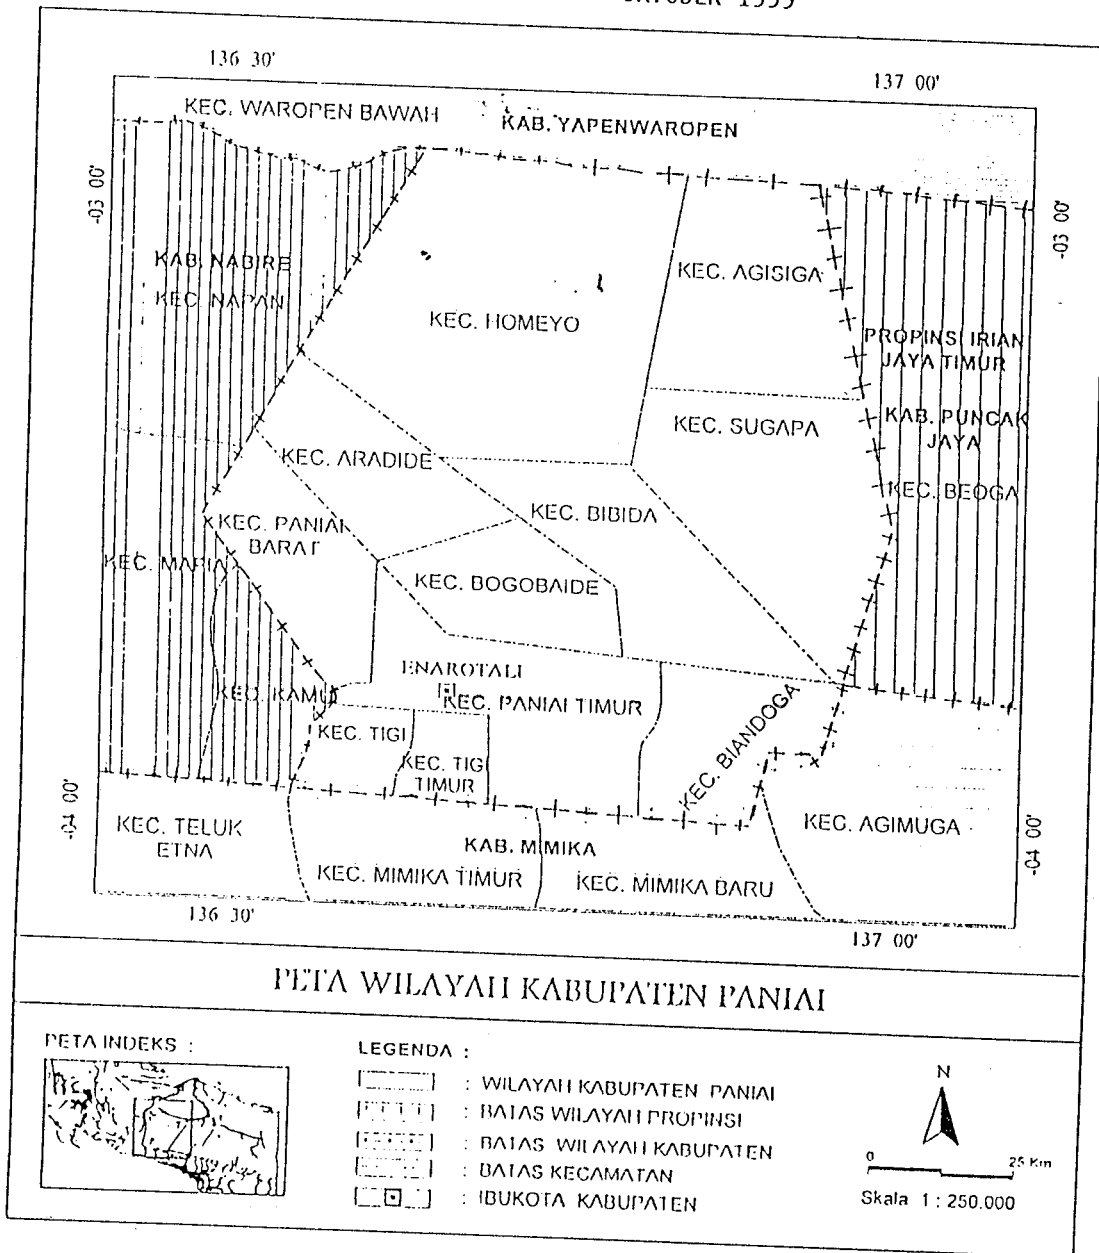 1999
136 30'
137 00'
KEC. WAROPEN BAWAH
KAB. YAPENWAROPEN
-03 00'
-03 00'
KAB. NABIRE
KEC. NAPAN
KEC. AGISIGA
KEC. HOMEYO
PROPINSI IRIAN
JAYA TIMUR
KEC. SUGAPA
KAB. PUNCAK
JAYA
KEC. ARADIDE
KEC. BEOGA
KEC. BIBIDA
KEC. PANIAI
BARAT
KEC. MAPIA
KEC. BOGOBAIDE
ENAROTALI
KEC. KAMU
KEC. PANIAI TIMUR
KEC. BIANDOGA
KEC. TIGI
KEC. TIGI
TIMUR
-04 00'
-04 00'
KEC. TELUK
ETNA
KEC. AGIMUGA
KAB. MIMIKA
KEC. MIMIKA TIMUR
KEC. MIMIKA BARU
136 30'
137 00'
PETA WILAYAH KABUPATEN PANIAI
PETA INDEKS :
LEGENDA :
: WILAYAH KABUPATEN PANIAI
: BATAS WILAYAH PROPINSI
: BATAS WILAYAH KABUPATEN
: BATAS KECAMATAN
: IBUKOTA KABUPATEN
N
0 25 Km
Skala 1 : 250.000